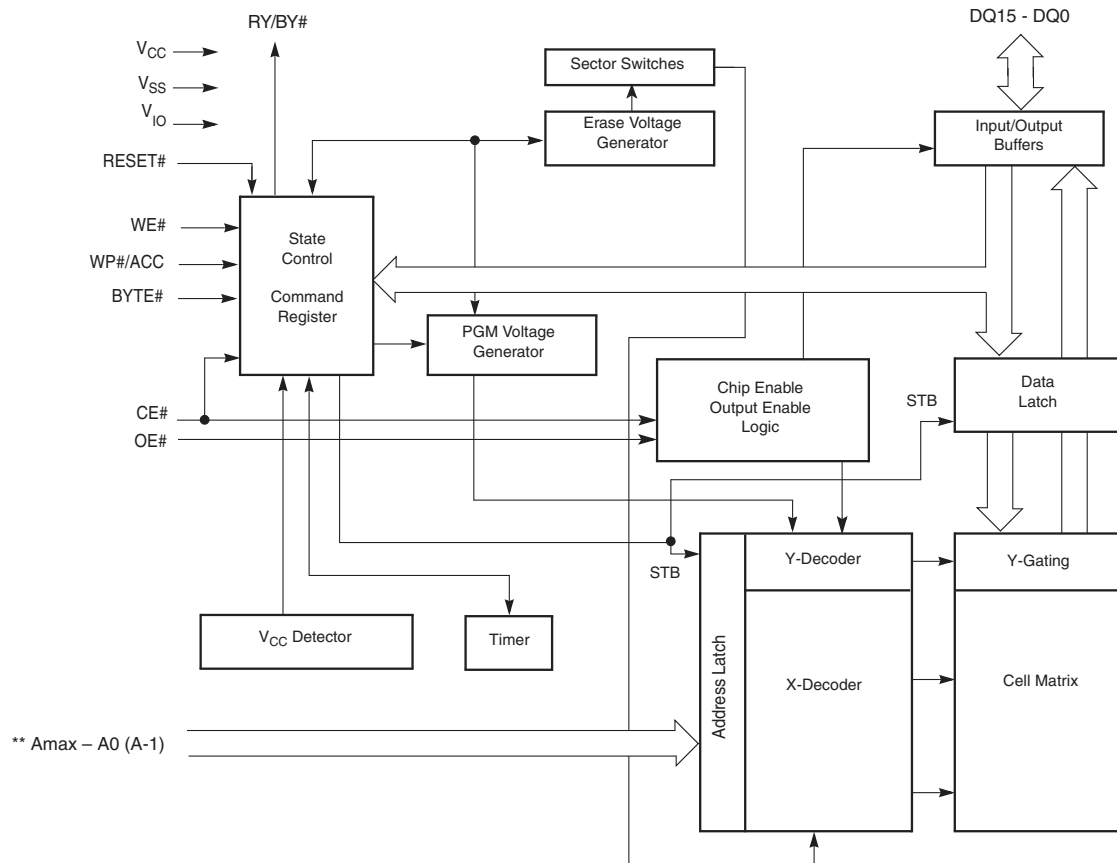 RY/BY#
DQ15 - DQ0
VCC
VSS
VIO
RESET#
WE#
WP#/ACC
BYTE#
CE#
OE#
Sector Switches
Erase Voltage
Generator
Input/Output
Buffers
State
Control
Command
Register
PGM Voltage
Generator
Chip Enable
Output Enable
Logic
STB
Data
Latch
STB
Y-Decoder
Y-Gating
VCC Detector
Timer
Address Latch
X-Decoder
Cell Matrix
** Amax – A0 (A-1)